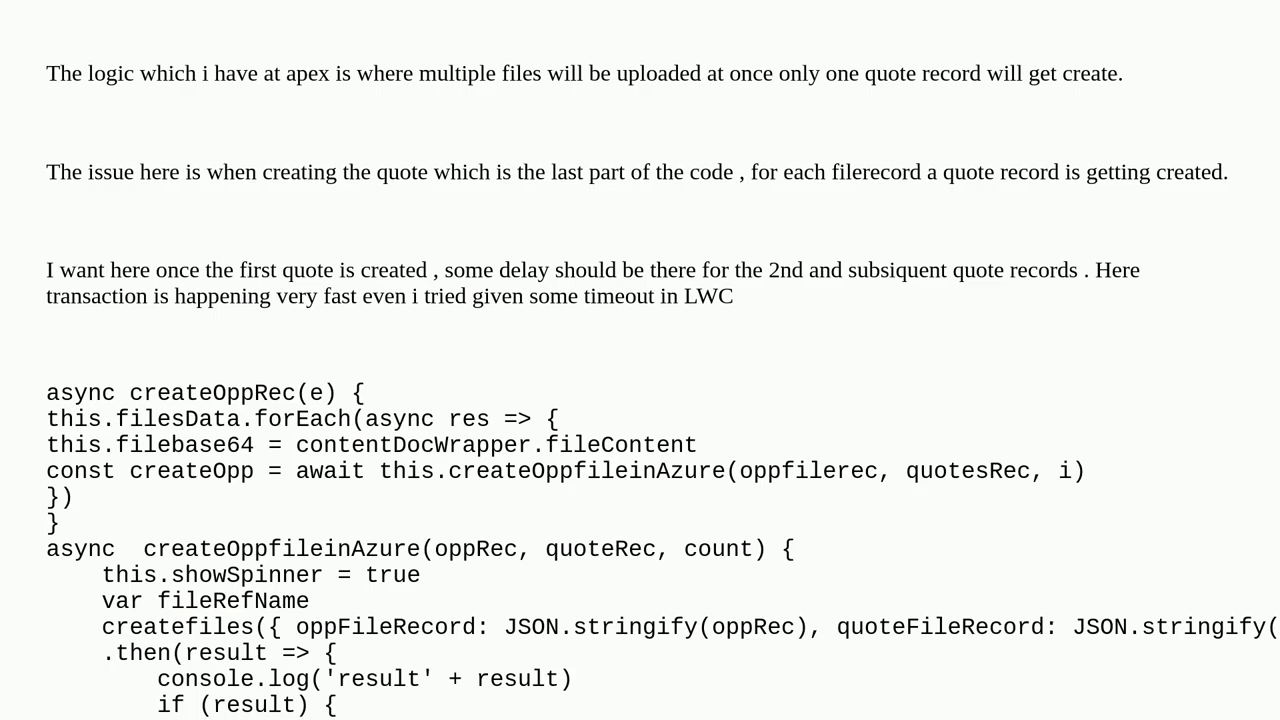 The logic which i have at apex is where multiple files will be uploaded at once only one quote record will get create.
The issue here is when creating the quote which is the last part of the code , for each filerecord a quote record is getting created.
I want here once the first quote is created , some delay should be there for the 2nd and subsiquent quote records . Here
transaction is happening very fast even i tried given some timeout in LWC
async createOppRec(e) {
this.filesData.forEach(async res => {
this.filebase64 = contentDocWrapper.fileContent
const createOpp = await this.createOppfileinAzure(oppfilerec, quotesRec, i)
})
}
async  createOppfileinAzure(oppRec, quoteRec, count) {
    this.showSpinner = true
    var fileRefName
    createfiles({ oppFileRecord: JSON.stringify(oppRec), quoteFileRecord: JSON.stringify(
    .then(result => {
        console.log('result' + result)
        if (result) {